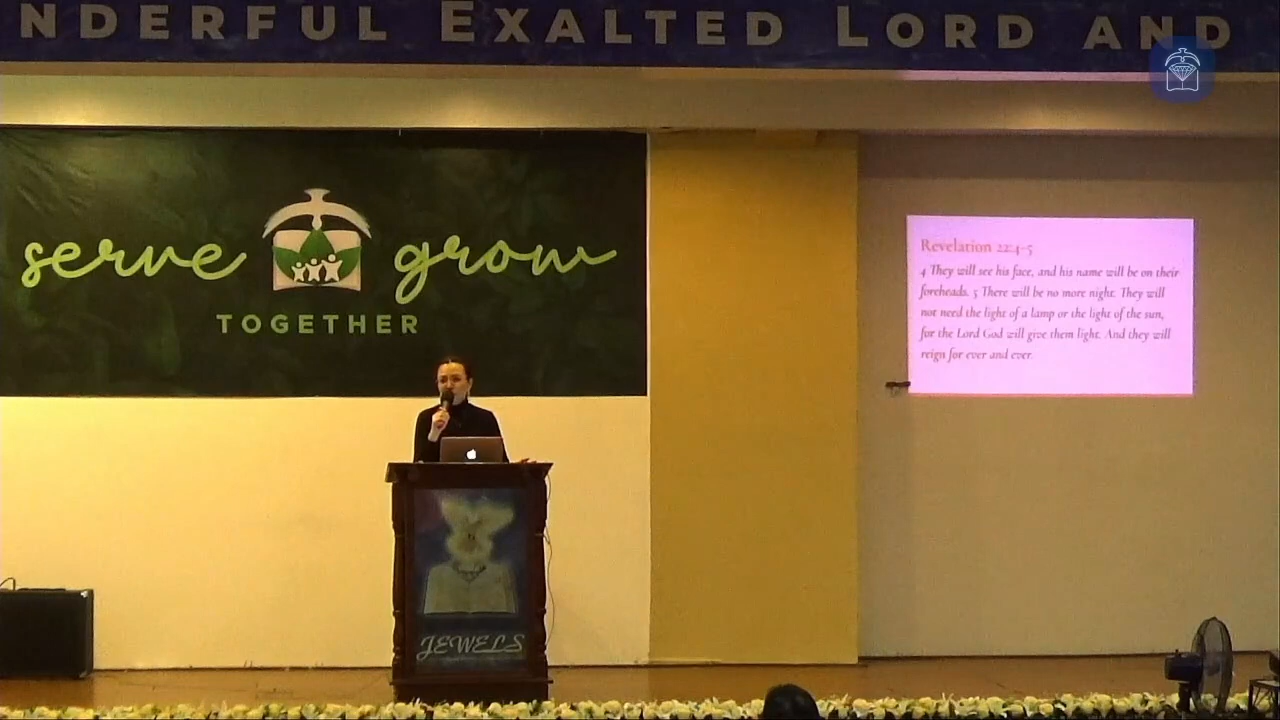 NDERFUL EXALTED LORD AND
serve grow
TOGETHER
Revelation 22:4-5
4 They will see his face, and his name will be on their
foreheads. 5 There will be no more night. They will
not need the light of a lamp or the light of the sun,
for the Lord God will give them light. And they will
reign for ever and ever.
JEWELS